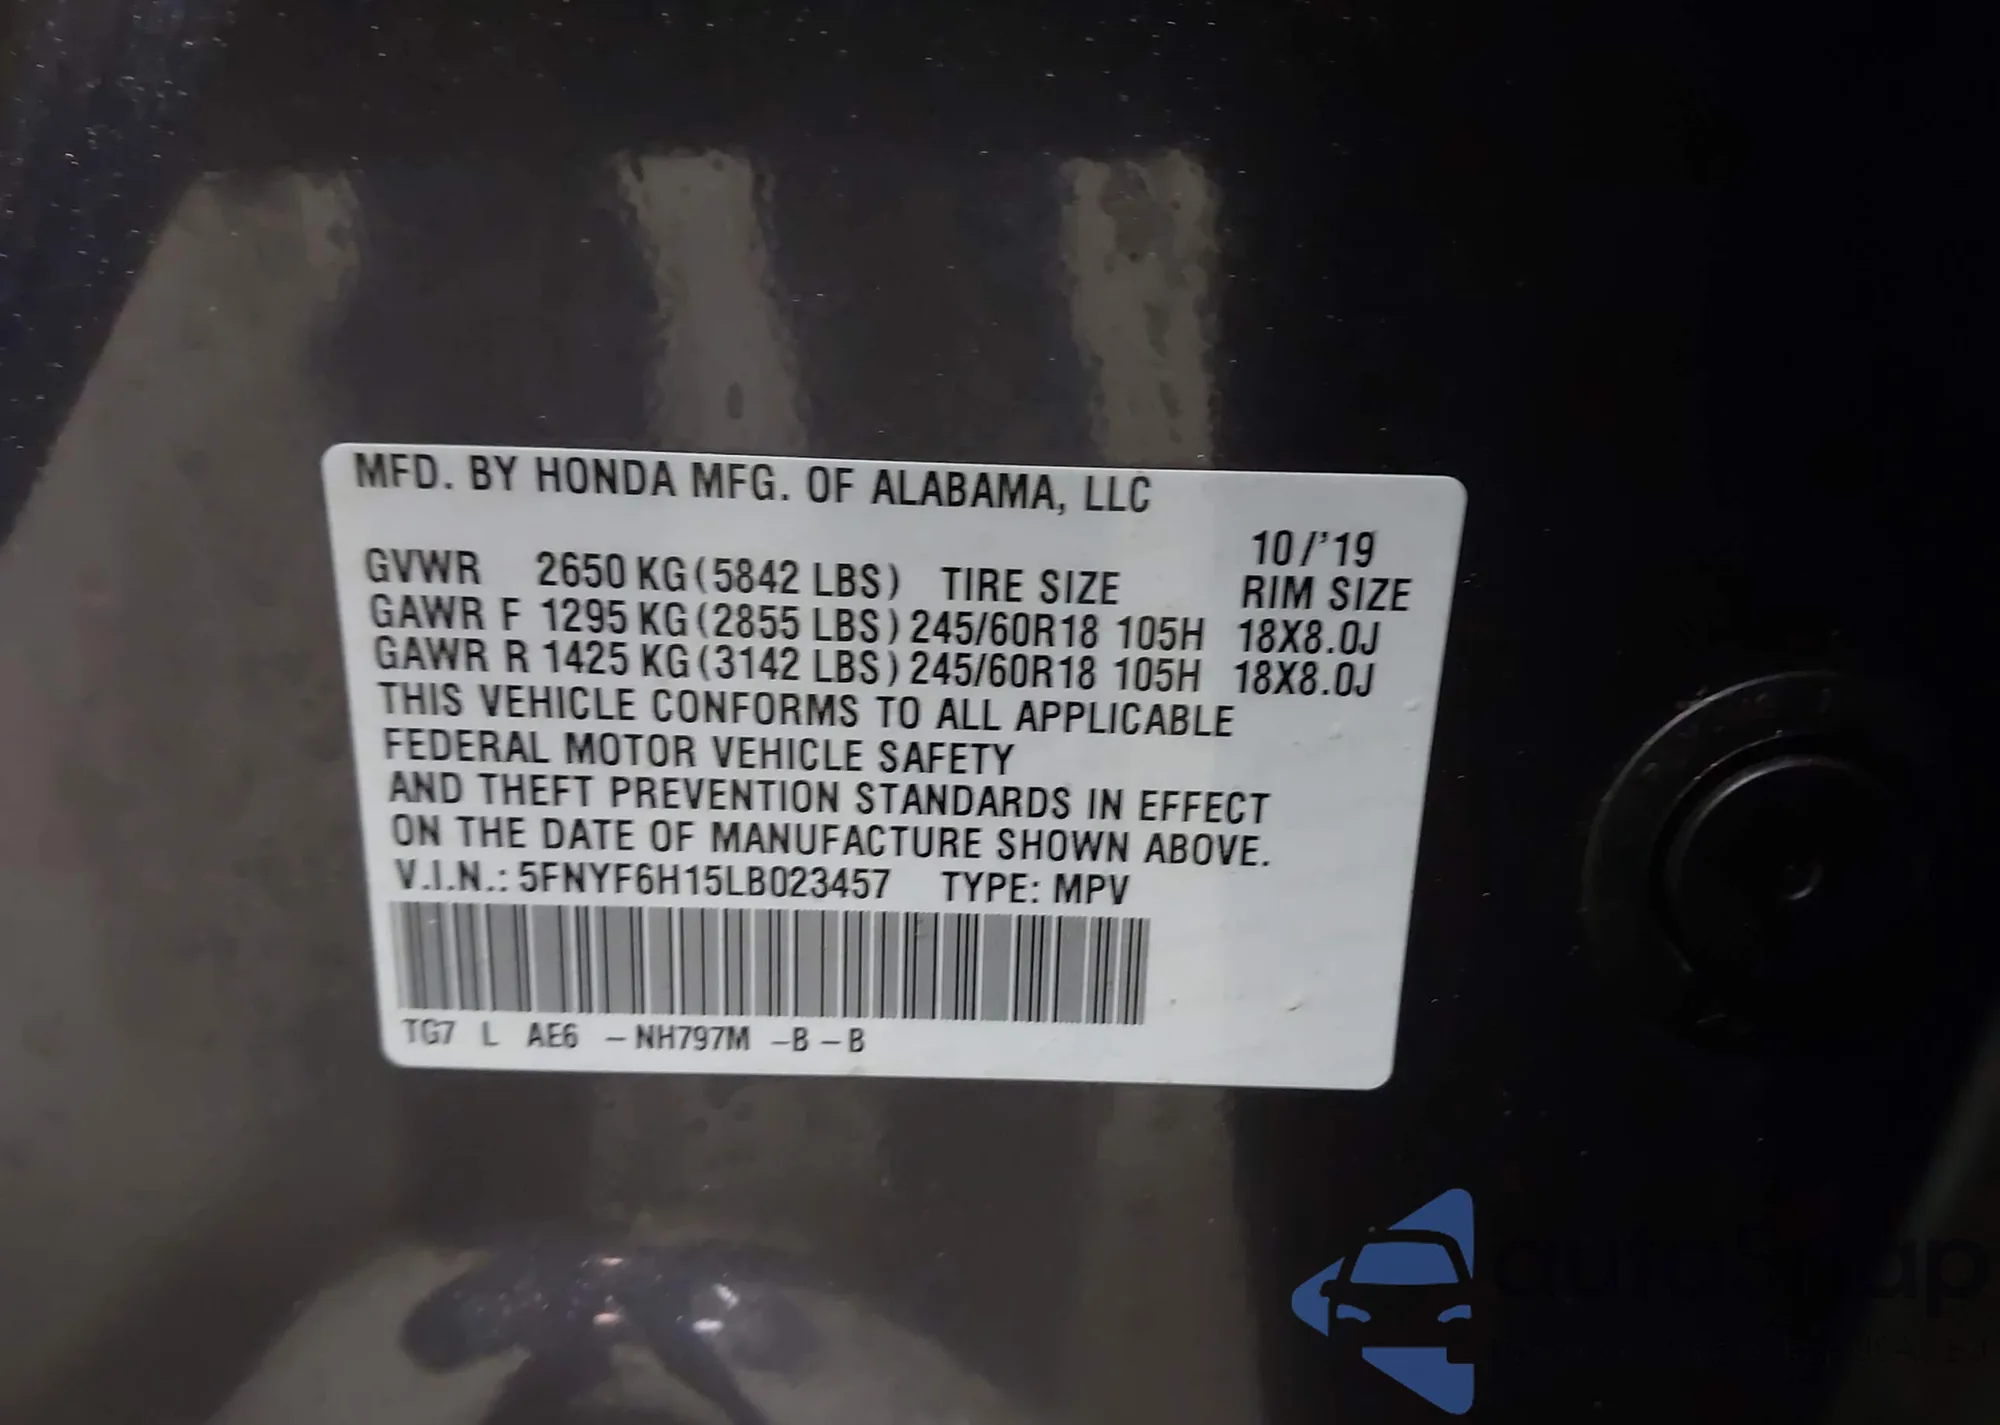 MFD. BY HONDA MFG. OF ALABAMA, LLC
10/'19
GVWR 2650 KG (5842 LBS) TIRE SIZE RIM SIZE
GAWR F 1295 KG (2855 LBS) 245/60R18 105H 18X8.0J
GAWR R 1425 KG (3142 LBS) 245/60R18 105H 18X8.0J
THIS VEHICLE CONFORMS TO ALL APPLICABLE
FEDERAL MOTOR VEHICLE SAFETY
AND THEFT PREVENTION STANDARDS IN EFFECT
ON THE DATE OF MANUFACTURE SHOWN ABOVE.
V.I.N.: 5FNYF6H15LB023457 TYPE: MPV
TG7 L AE6 – NH797M –B – B